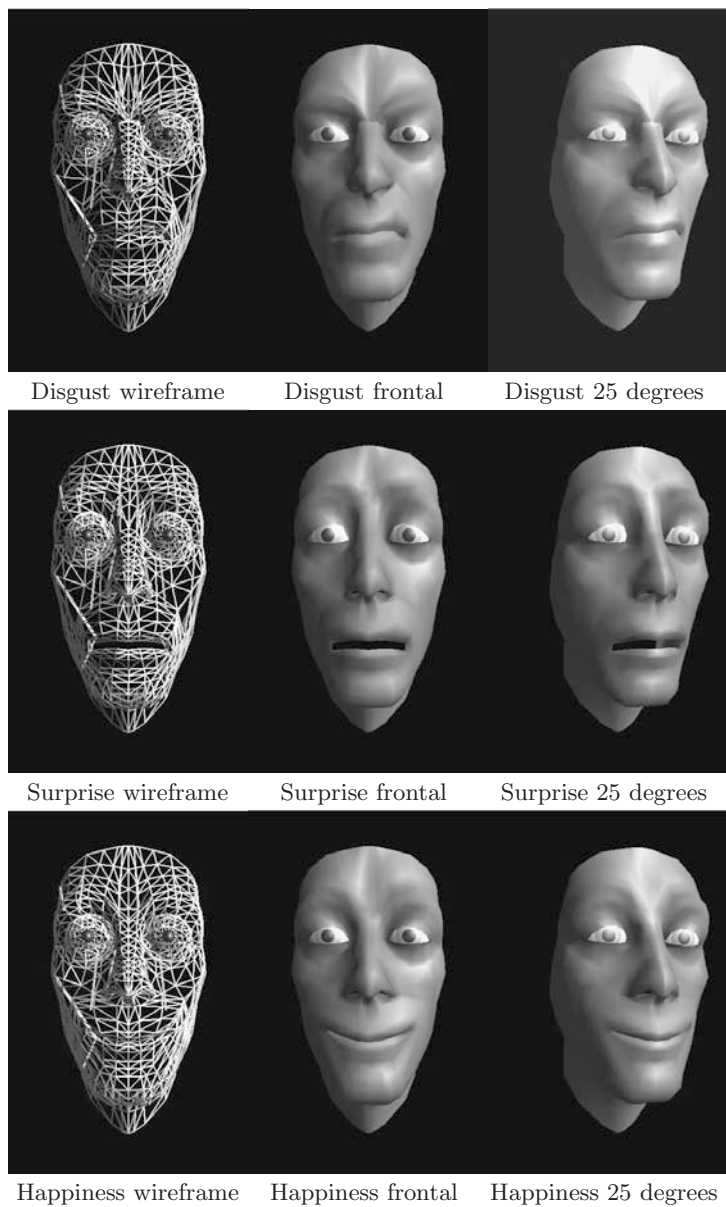 Disgust wireframe Disgust frontal Disgust 25 degrees
Surprise wireframe Surprise frontal Surprise 25 degrees
Happiness wireframe Happiness frontal Happiness 25 degrees